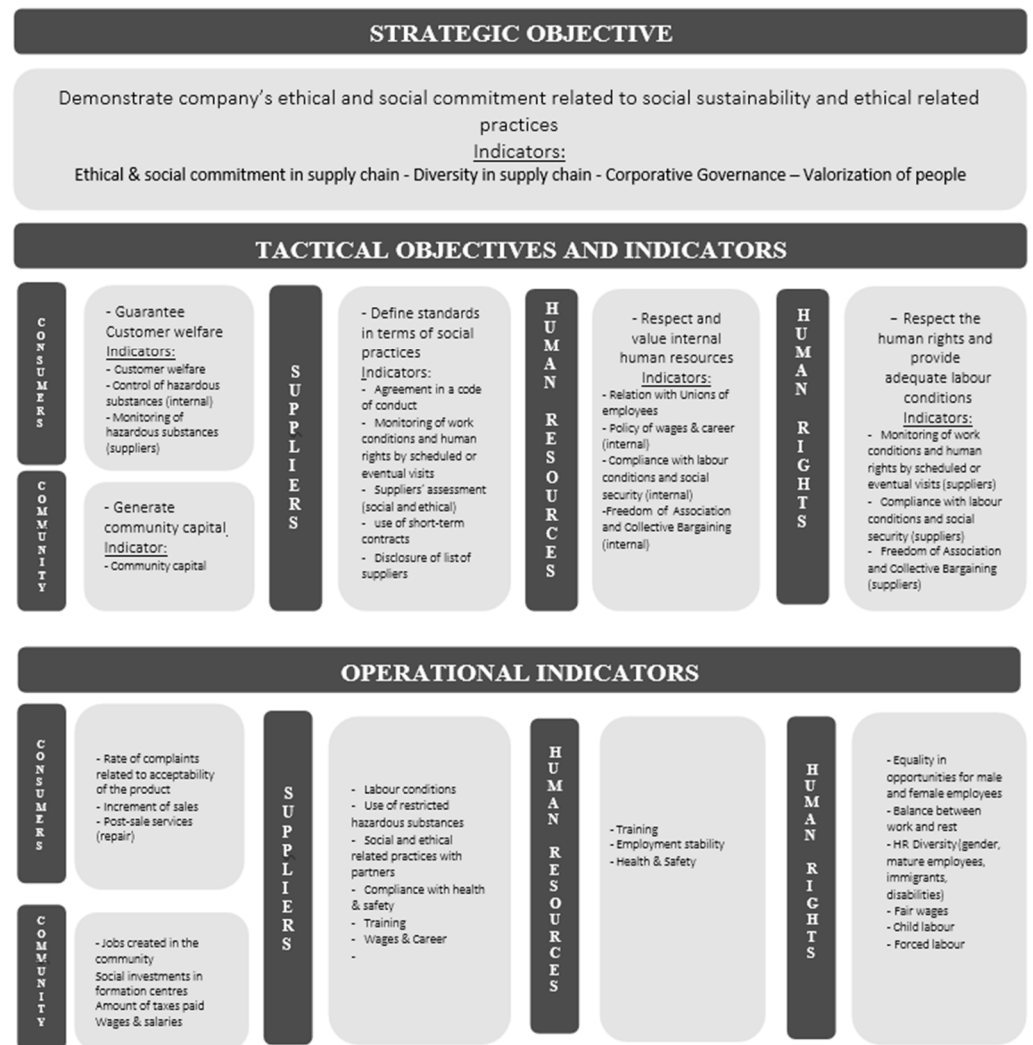 STRATEGIC OBJECTIVE
Demonstrate company's ethical and social commitment related to social sustainability and ethical related
practices
Indicators:
Ethical & social commitment in supply chain - Diversity in supply chain - Corporative Governance – Valorization of people
TACTICAL OBJECTIVES AND INDICATORS
CONSUMERS
- Guarantee
Customer welfare
Indicators:
- Customer welfare
- Control of hazardous
substances (internal)
- Monitoring of
hazardous substances
(suppliers)
COMMUNITY
- Generate
community capital
Indicator:
- Community capital
SUPPLIERS
- Define standards
in terms of social
practices
Indicators:
- Agreement in a code
of conduct
- Monitoring of work
conditions and human
rights by scheduled or
eventual visits
- Suppliers' assessment
(social and ethical)
- use of short-term
contracts
- Disclosure of list of
suppliers
HUMAN RESOURCES
- Respect and
value internal
human resources
Indicators:
- Relation with Unions of
employees
- Policy of wages & career
(internal)
- Compliance with labour
conditions and social
security (internal)
-Freedom of Association
and Collective Bargaining
(internal)
HUMAN RIGHTS
– Respect the
human rights and
provide
adequate labour
conditions
Indicators:
- Monitoring of work
conditions and human
rights by scheduled or
eventual visits (suppliers)
- Compliance with labour
conditions and social
security (suppliers)
- Freedom of Association
and Collective Bargaining
(suppliers)
OPERATIONAL INDICATORS
CONSUMERS
- Rate of complaints
related to acceptability
of the product
- Increment of sales
- Post-sale services
(repair)
COMMUNITY
- Jobs created in the
community
Social investments in
formation centres
Amount of taxes paid
Wages & salaries
SUPPLIERS
- Labour conditions
- Use of restricted
hazardous substances
- Social and ethical
related practices with
partners
- Compliance with health
& safety
- Training
- Wages & Career
-
HUMAN RESOURCES
- Training
- Employment stability
- Health & Safety
HUMAN RIGHTS
- Equality in
opportunities for male
and female employees
- Balance between
work and rest
- HR Diversity(gender,
mature employees,
immigrants,
disabilities)
- Fair wages
- Child labour
- Forced labour